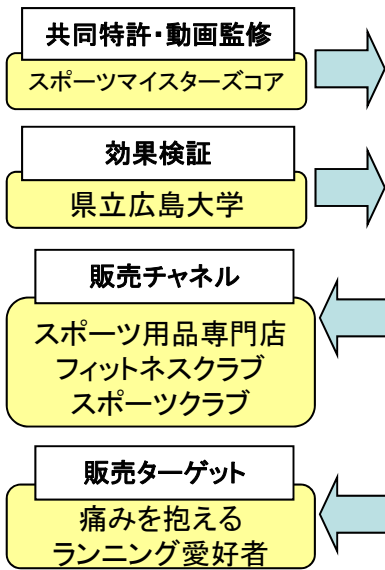 共同特許・動画監修
スポーツマイスターズコア
効果検証
県立広島大学
販売チャネル
スポーツ用品専門店
フィットネスクラブ
スポーツクラブ
販売ターゲット
痛みを抱える
ランニング愛好者